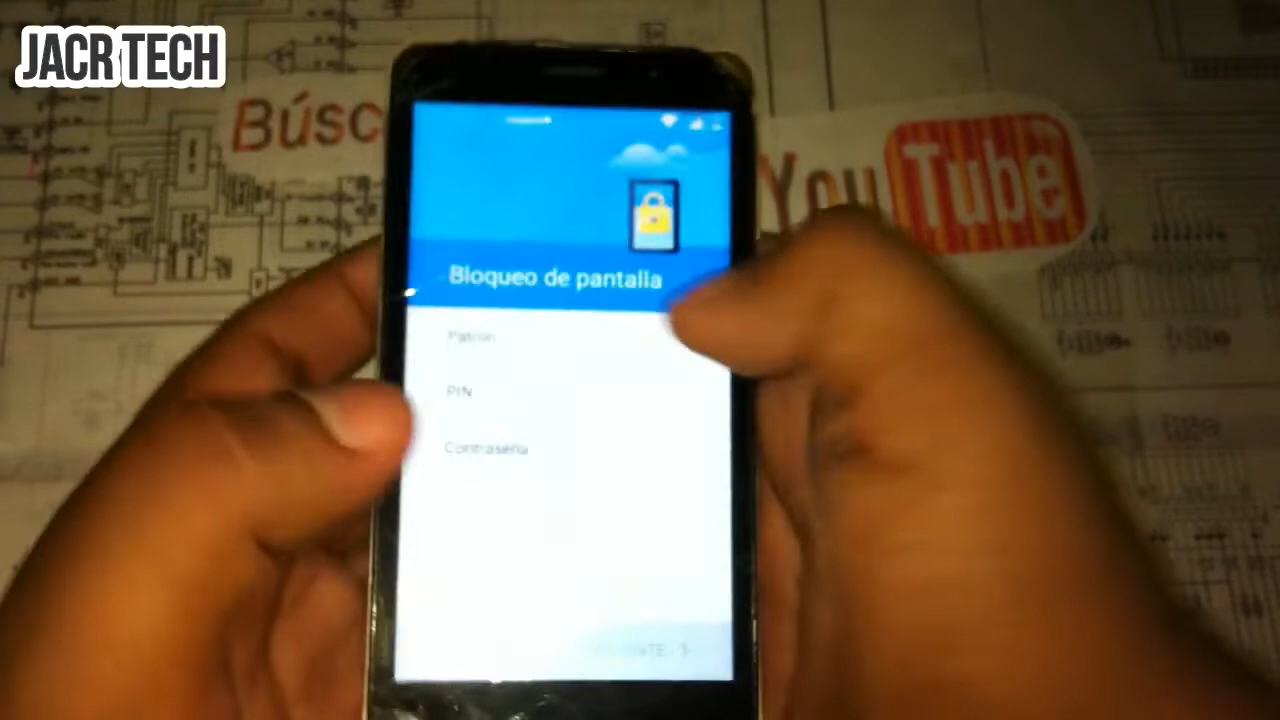 JACR TECH
Búsc
YouTube
Bloqueo de pantalla
Patrón
PIN
Contraseña